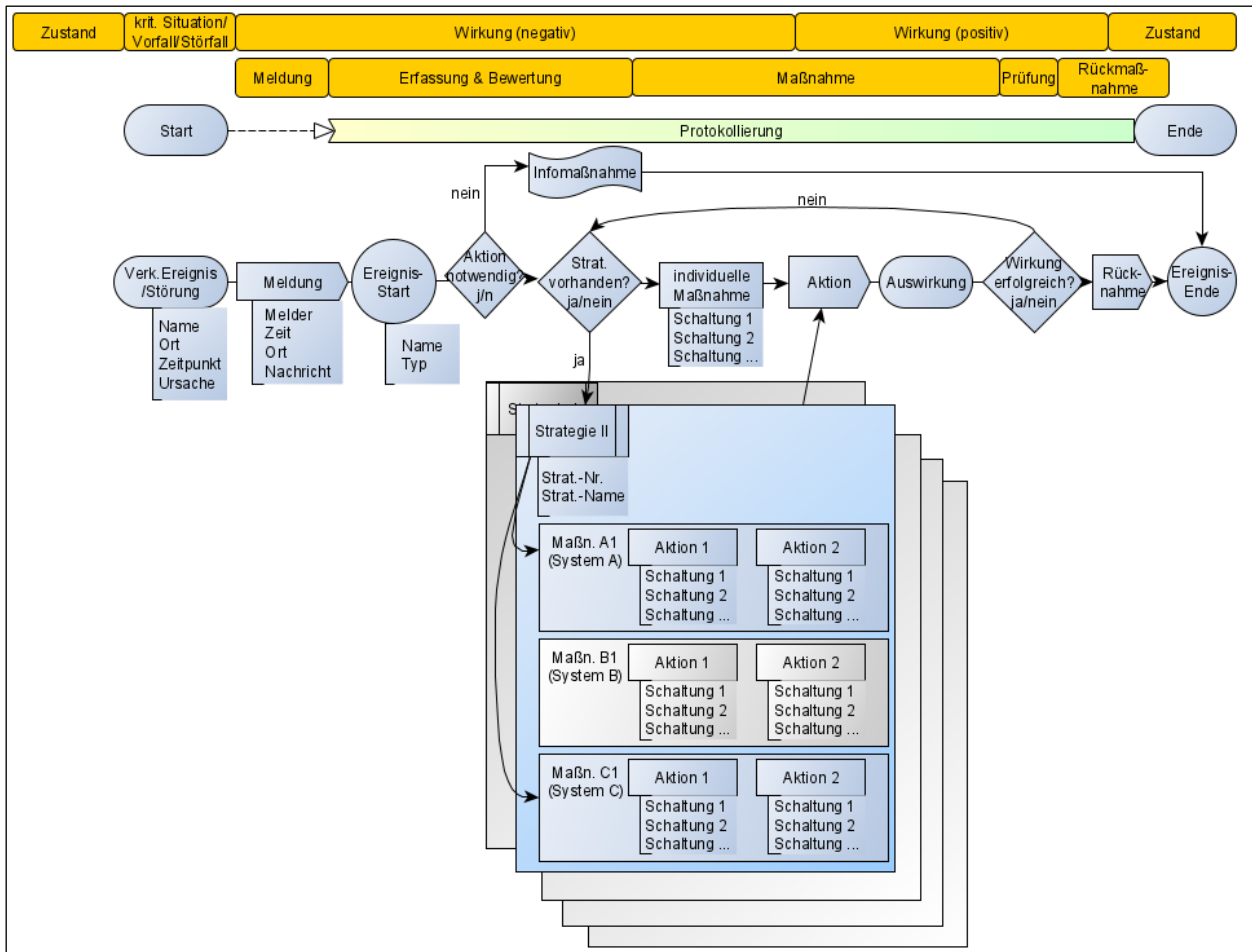 Zustand
krit. Situation/
Vorfall/Störfall
Wirkung (negativ)
Wirkung (positiv)
Zustand
Meldung
Erfassung & Bewertung
Maßnahme
Prüfung
Rückmaß-
nahme
Start
Protokollierung
Ende
nein
Infomaßnahme
nein
Verk.Ereignis
/Störung
Name
Ort
Zeitpunkt
Ursache
Meldung
Melder
Zeit
Ort
Nachricht
Ereignis-
Start
Name
Typ
Aktion
notwendig?
j/n
Strat.
vorhanden?
ja/nein
ja
individuelle
Maßnahme
Schaltung 1
Schaltung 2
Schaltung ...
Aktion
Auswirkung
Wirkung
erfolgreich?
ja/nein
Rück-
nahme
Ereignis-
Ende
Strategie II
Strat.-Nr.
Strat.-Name
Maßn. A1
(System A)
Aktion 1
Schaltung 1
Schaltung 2
Schaltung ...
Aktion 2
Schaltung 1
Schaltung 2
Schaltung ...
Maßn. B1
(System B)
Aktion 1
Schaltung 1
Schaltung 2
Schaltung ...
Aktion 2
Schaltung 1
Schaltung 2
Schaltung ...
Maßn. C1
(System C)
Aktion 1
Schaltung 1
Schaltung 2
Schaltung ...
Aktion 2
Schaltung 1
Schaltung 2
Schaltung ...